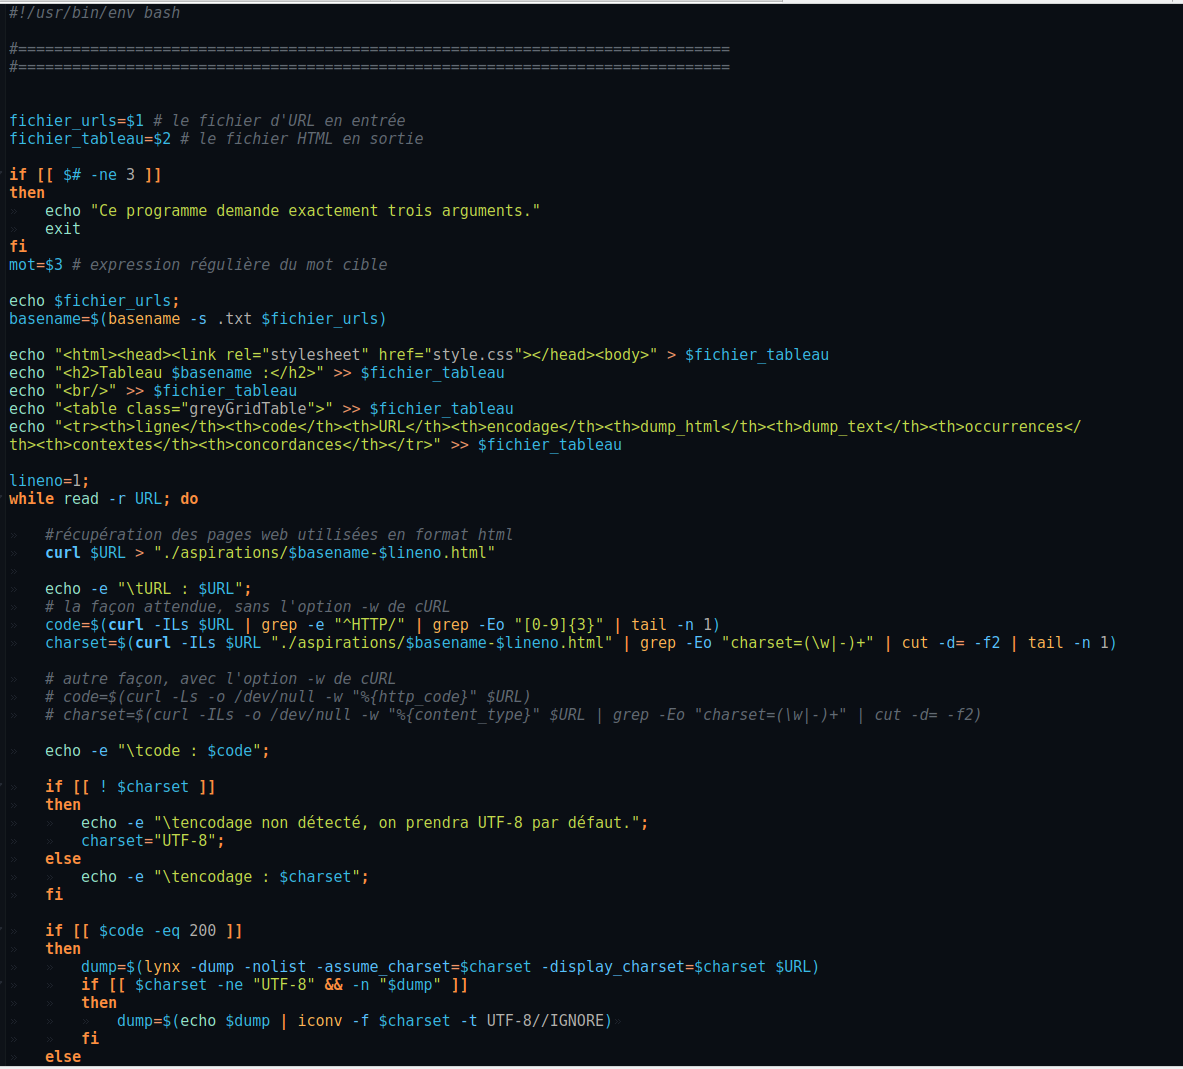 #!/usr/bin/env bash
#===============================================================================
#===============================================================================
fichier_urls=$1 # le fichier d'URL en entrée
fichier_tableau=$2 # le fichier HTML en sortie
if [[ $# -ne 3 ]]
then
echo "Ce programme demande exactement trois arguments."
exit
fi
mot=$3 # expression régulière du mot cible
echo $fichier_urls;
basename=$(basename -s .txt $fichier_urls)
echo "<html><head><link rel="stylesheet" href="style.css"></head><body>" > $fichier_tableau
echo "<h2>Tableau $basename :</h2>" >> $fichier_tableau
echo "<br/>" >> $fichier_tableau
echo "<table class="greyGridTable">" >> $fichier_tableau
echo "<tr><th>ligne</th><th>code</th><th>URL</th><th>encodage</th><th>dump_html</th><th>dump_text</th><th>occurrences</
th><th>contextes</th><th>concordances</th></tr>" >> $fichier_tableau
lineno=1;
while read -r URL; do
#récupération des pages web utilisées en format html
curl $URL > "./aspirations/$basename-$lineno.html"
echo -e "\tURL : $URL";
# la façon attendue, sans l'option -w de cURL
code=$(curl -ILs $URL | grep -e "^HTTP/" | grep -Eo "[0-9]{3}" | tail -n 1)
charset=$(curl -ILs $URL "./aspirations/$basename-$lineno.html" | grep -Eo "charset=(\w|-)+" | cut -d= -f2 | tail -n 1)
# autre façon, avec l'option -w de cURL
# code=$(curl -Ls -o /dev/null -w "%{http_code}" $URL)
# charset=$(curl -ILs -o /dev/null -w "%{content_type}" $URL | grep -Eo "charset=(\w|-)+" | cut -d= -f2)
echo -e "\tcode : $code";
if [[ ! $charset ]]
then
echo -e "\tencodage non détecté, on prendra UTF-8 par défaut.";
charset="UTF-8";
else
echo -e "\tencodage : $charset";
fi
if [[ $code -eq 200 ]]
then
dump=$(lynx -dump -nolist -assume_charset=$charset -display_charset=$charset $URL)
if [[ $charset -ne "UTF-8" && -n "$dump" ]]
then
dump=$(echo $dump | iconv -f $charset -t UTF-8//IGNORE)
fi
else